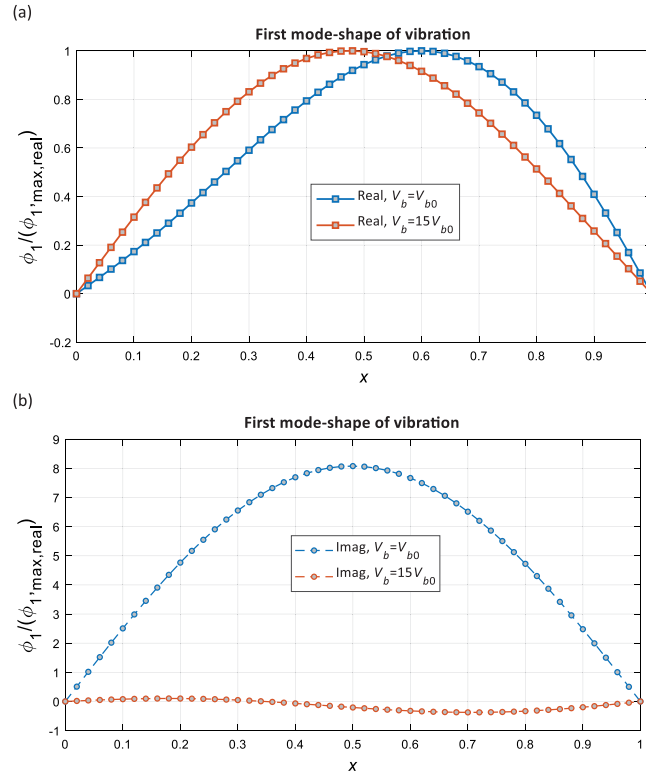 (a)
First mode-shape of vibration
1
0.8
0.6
0.4
0.2
0
-0.2
ϕ1/(ϕ1,max,real)
Real, Vb=Vb0
Real, Vb=15Vb0
0 0.1 0.2 0.3 0.4 0.5 0.6 0.7 0.8 0.9
x
(b)
First mode-shape of vibration
9
8
7
6
5
4
3
2
1
0
-1
ϕ1/(ϕ1,max,real)
Imag, Vb=Vb0
Imag, Vb=15Vb0
0 0.1 0.2 0.3 0.4 0.5 0.6 0.7 0.8 0.9 1
x